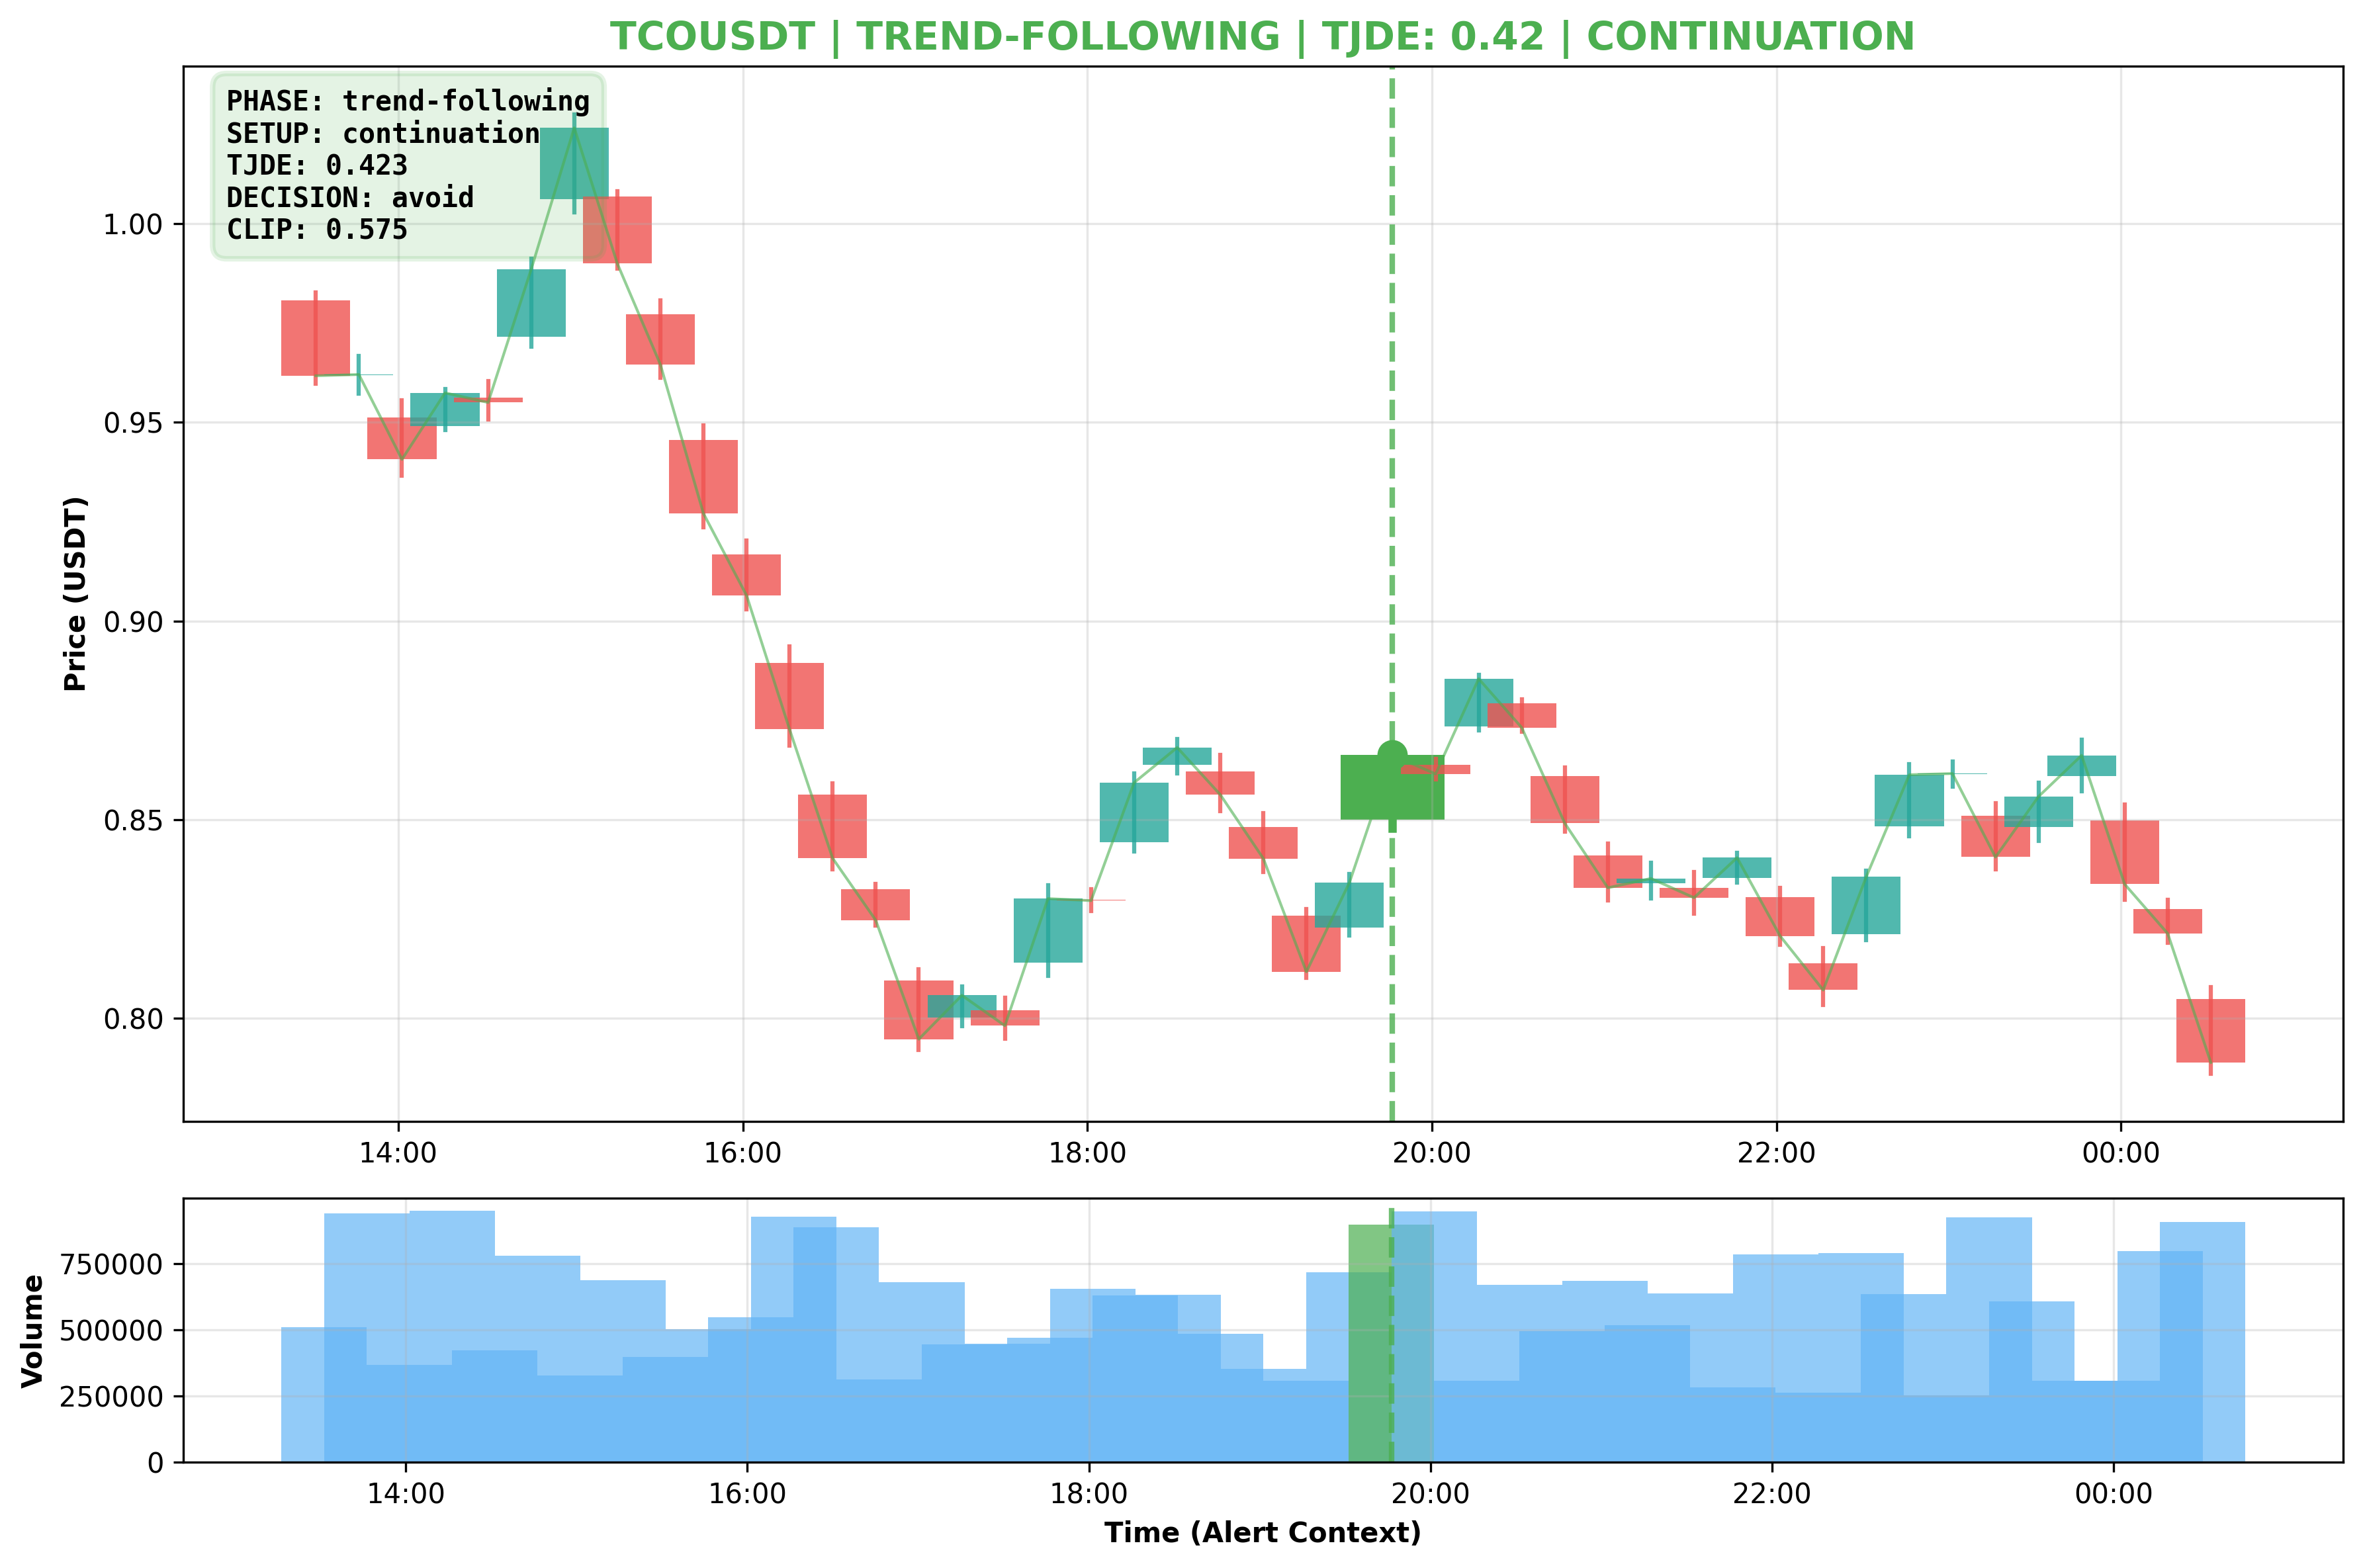 TCOUSDT | TREND-FOLLOWING | TJDE: 0.42 | CONTINUATION
PHASE: trend-following
SETUP: continuation
TJDE: 0.423
DECISION: avoid
CLIP: 0.575
Price (USDT)
1.00
0.95
0.90
0.85
0.80
14:00 16:00 18:00 20:00 22:00 00:00
Volume
750000
500000
250000
0
14:00 16:00 18:00 20:00 22:00 00:00
Time (Alert Context)